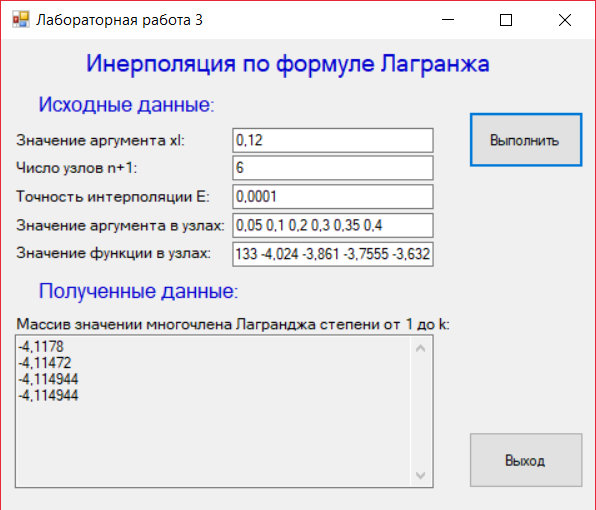 Лабораторная работа 3
Инерполяция по формуле Лагранжа
Исходные данные:
Значение аргумента xl: 0,12
Выполнить
Число узлов n+1: 6
Точность интерполяции E: 0,0001
Значение аргумента в узлах: 0,05 0,1 0,2 0,3 0,35 0,4
Значение функции в узлах: 133 -4,024 -3,861 -3,7555 -3,632
Полученные данные:
Массив значении многочлена Лагранджа степени от 1 до k:
-4,1178
-4,11472
-4,114944
-4,114944
Выход